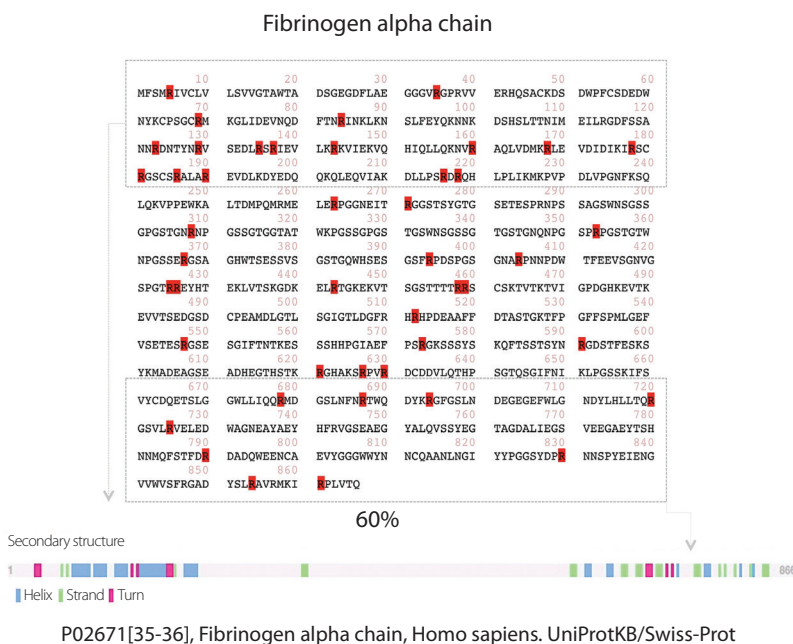 Fibrinogen alpha chain
10 20 30 40 50 60
MFSMRIVCLV LSVVGTAWTA DSGEGDFLAE GGGVRGPRVV ERHQSACKDS DWPFCSDEDW
70 80 90 100 110 120
NYKCPSGCRM KGLIDEVNQD FTNRINKLKN SLFEYQKNNK DSHSLTTNIM EILRGDFSSA
130 140 150 160 170 180
NNRDNTYNRV SEDLRSRIEV LKRKVIEKVQ HIQLLQKNVR AQLVDMKRLE VDIDIKIRSC
190 200 210 220 230 240
RGSCSRALAR EVDLKDYEDQ QKQLEQVIAK DLLPSRDRQH LPLIKMKPVP DLVPGNFKSQ
250 260 270 280 290 300
LQKVPPEWKA LTDMPQMRME LERPGGNEIT RGGSTSYGTG SETESPRNPS SAGSWNSGSS
310 320 330 340 350 360
GPGSTGNRNP GSSGTGGTAT WKPGSSGPGS TGSWNSGSSG TGSTGNQNPG SPRPGSTGTW
370 380 390 400 410 420
NPGSSERGSA GHWTSESSVS GSTGQWHSES GSFRPDSPGS GNARPNNPDW TFEEVSGNVG
430 440 450 460 470 480
SPGTRREYHT EKLVTSKGDK ELRTGKEKVT SGSTTTTRRS CSKTVTKTVI GPDGHKEVTK
490 500 510 520 530 540
EVVTSEDGSD CPEAMDLGTL SGIGTLDGFR HRHPDEAAFF DTASTGKTFP GFFSPMLGEF
550 560 570 580 590 600
VSETESRGSE SGIFTNTKES SSHHPGIAEF PSRGKSSSYS KQFTSSTSYN RGDSTFESKS
610 620 630 640 650 660
YKMADEAGSE ADHEGTHSTK RGHAKSRPVR DCDDVLQTHP SGTQSGIFNI KLPGSSKIFS
670 680 690 700 710 720
VYCDQETSLG GWLLIQQRMD GSLNFNRTWQ DYKRGFGSLN DEGEGEFWLG NDYLHLLTQR
730 740 750 760 770 780
GSVLRVELED WAGNEAYAEY HFRVGSEAEG YALQVSSYEG TAGDALIEGS VEEGAEYTSH
790 800 810 820 830 840
NNMQFSTFDR DADQWEENCA EVYGGGWWYN NCQAANLNGI YYPGGSYDPR NNSPYEIENG
850 860
VVWVSFRGAD YSLRAVRMKI RPLVTQ
60%
Secondary structure
1 866
Helix Strand Turn
P02671[35-36], Fibrinogen alpha chain, Homo sapiens. UniProtKB/Swiss-Prot